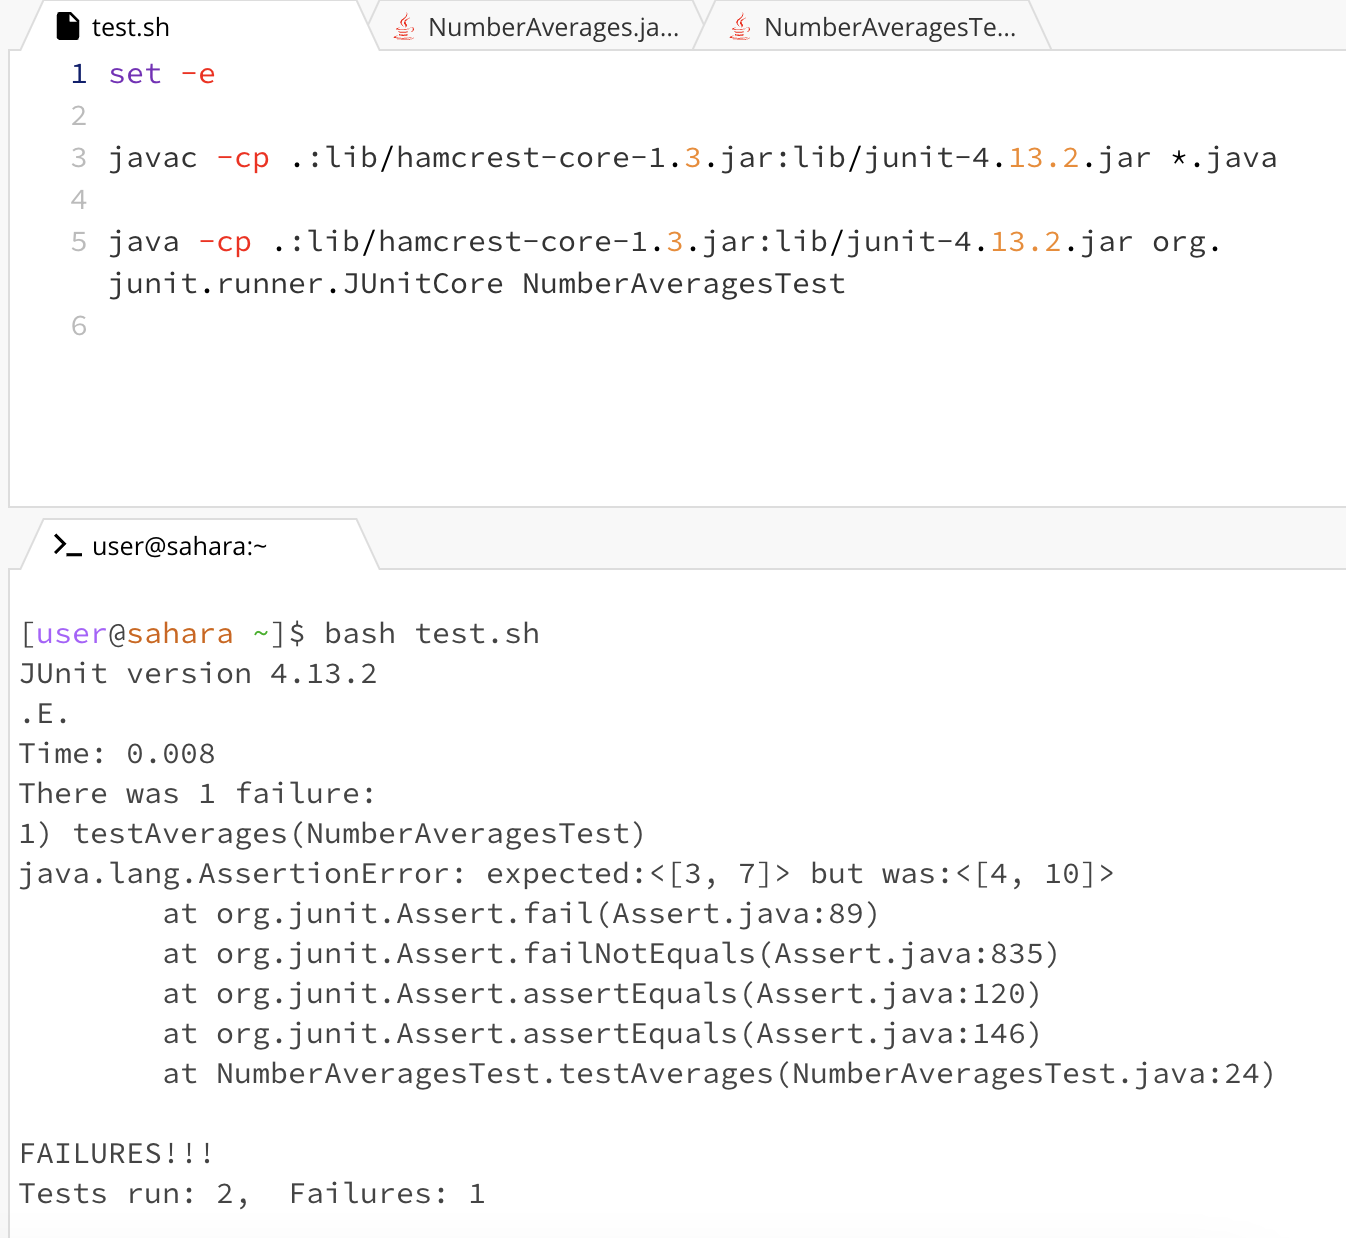 test.sh
NumberAverages.ja...
NumberAveragesTe...
1 set -e
2
3 javac -cp .:lib/hamcrest-core-1.3.jar:lib/junit-4.13.2.jar *.java
4
5 java -cp .:lib/hamcrest-core-1.3.jar:lib/junit-4.13.2.jar org.
junit.runner.JUnitCore NumberAveragesTest
6
>_ user@sahara:~
[user@sahara ~]$ bash test.sh
JUnit version 4.13.2
.E.
Time: 0.008
There was 1 failure:
1) testAverages(NumberAveragesTest)
java.lang.AssertionError: expected:<[3, 7]> but was:<[4, 10]>
        at org.junit.Assert.fail(Assert.java:89)
        at org.junit.Assert.failNotEquals(Assert.java:835)
        at org.junit.Assert.assertEquals(Assert.java:120)
        at org.junit.Assert.assertEquals(Assert.java:146)
        at NumberAveragesTest.testAverages(NumberAveragesTest.java:24)
FAILURES!!!
Tests run: 2,  Failures: 1